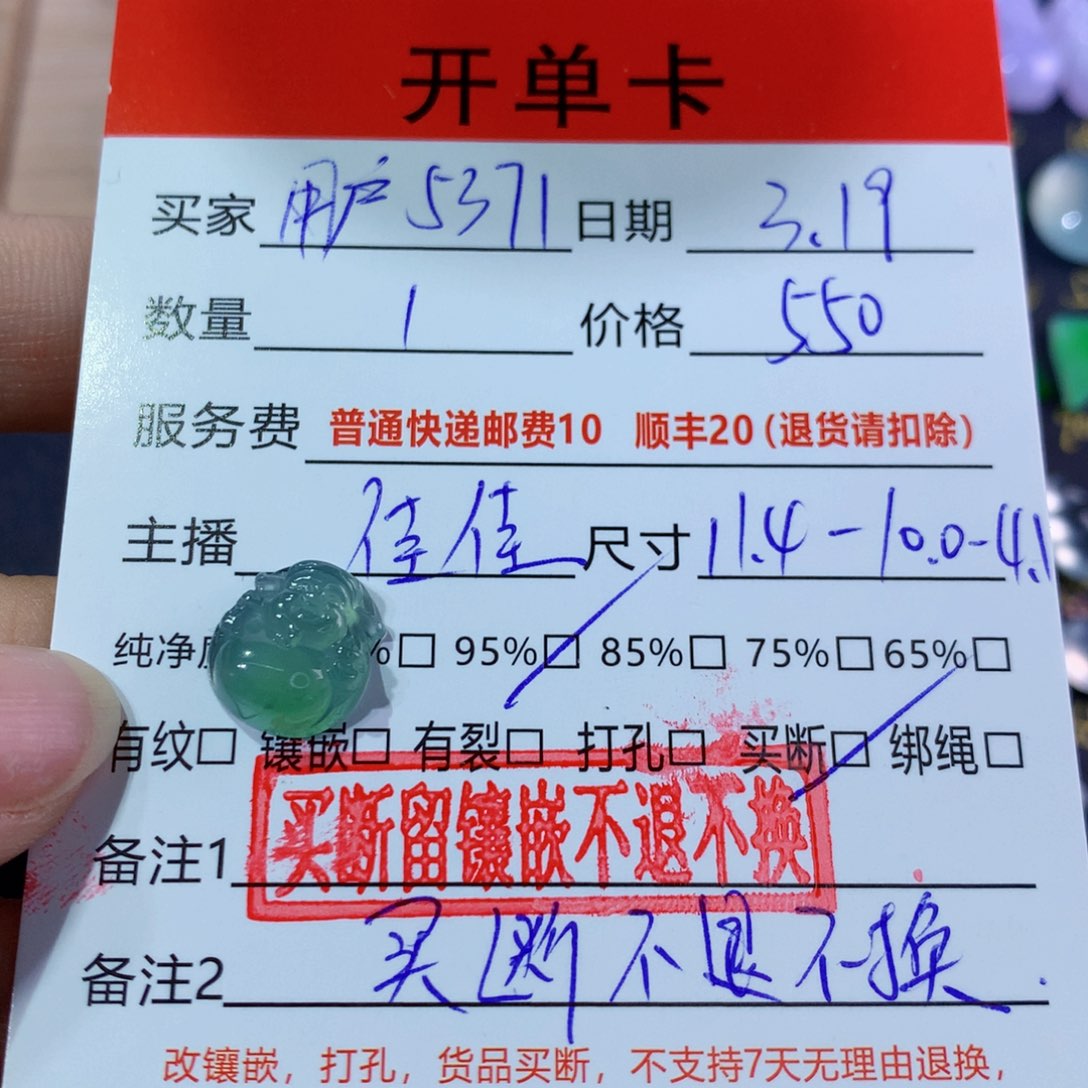 开单卡
买家 用户5371 日期 3.19
数量 1 价格 550
服务费 普通快递邮费10 顺丰20(退货请扣除)
主播 佳佳 尺寸 11.4-10.0-4.1
纯净 %□ 95%□ 85%□ 75%□ 65%□
有纹□ 镶嵌□ 有裂□ 打孔□ 买断□ 绑绳□
备注1 买断留镶嵌不退不换
备注2 买断不退不换.
改镶嵌，打孔，货品买断，不支持7天无理由退换，